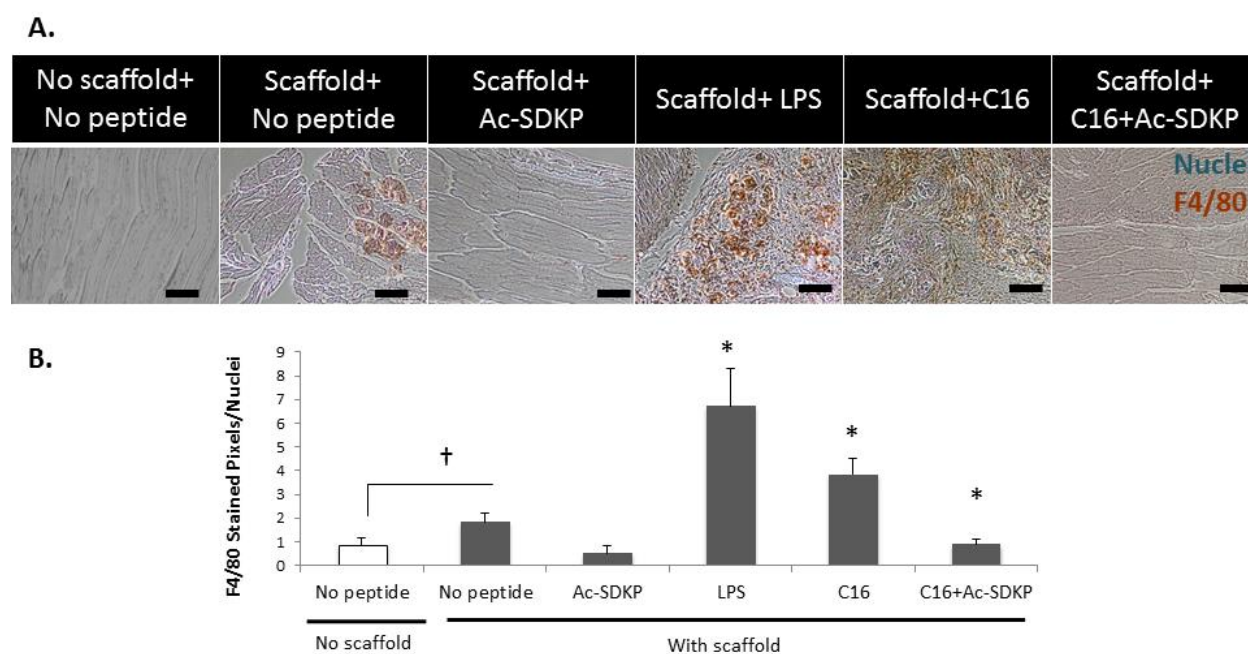 A.
No scaffold+
No peptide
Scaffold+
No peptide
Scaffold+
Ac-SDKP
Scaffold+ LPS
Scaffold+C16
Scaffold+
C16+Ac-SDKP
Nucle
F4/80
B.
F4/80 Stained Pixels/Nuclei
9
8
7
6
5
4
3
2
1
0
†
*
*
*
No peptide
No peptide
Ac-SDKP
LPS
C16
C16+Ac-SDKP
No scaffold
With scaffold